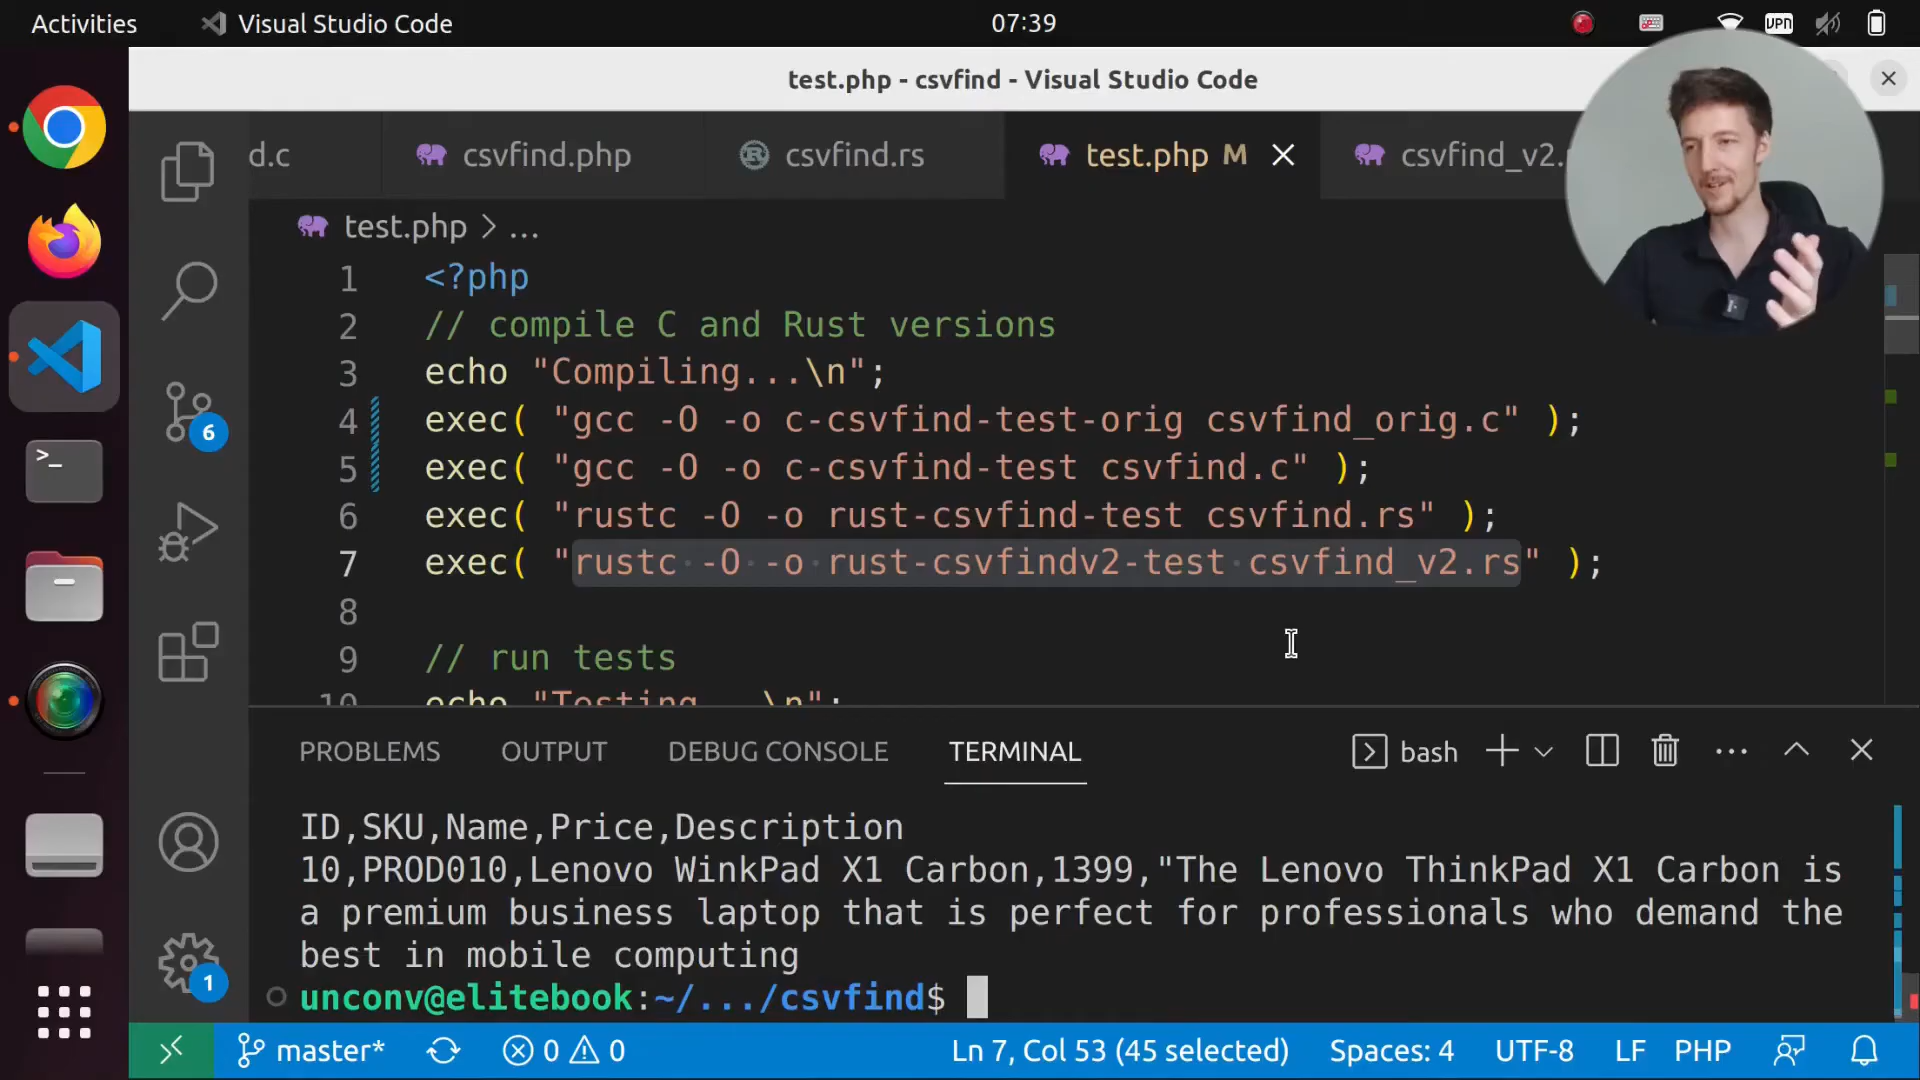 Activities
Visual Studio Code
07:39
VPN
test.php - csvfind - Visual Studio Code
d.c
csvfind.php
csvfind.rs
test.php M
csvfind_v2.
test.php > ...
1 <?php
2 // compile C and Rust versions
3 echo "Compiling...\n";
4 exec( "gcc -O -o c-csvfind-test-orig csvfind_orig.c" );
5 exec( "gcc -O -o c-csvfind-test csvfind.c" );
6 exec( "rustc -O -o rust-csvfind-test csvfind.rs" );
7 exec( "rustc -O -o rust-csvfindv2-test csvfind_v2.rs" );
8
9 // run tests
10 echo "Testing...\n";
6
1
PROBLEMS
OUTPUT
DEBUG CONSOLE
TERMINAL
bash
ID,SKU,Name,Price,Description
10,PROD010,Lenovo WinkPad X1 Carbon,1399,"The Lenovo ThinkPad X1 Carbon is
a premium business laptop that is perfect for professionals who demand the
best in mobile computing
unconv@elitebook:~/.../csvfind$
master*
0
0
Ln 7, Col 53 (45 selected)
Spaces: 4
UTF-8
LF
PHP